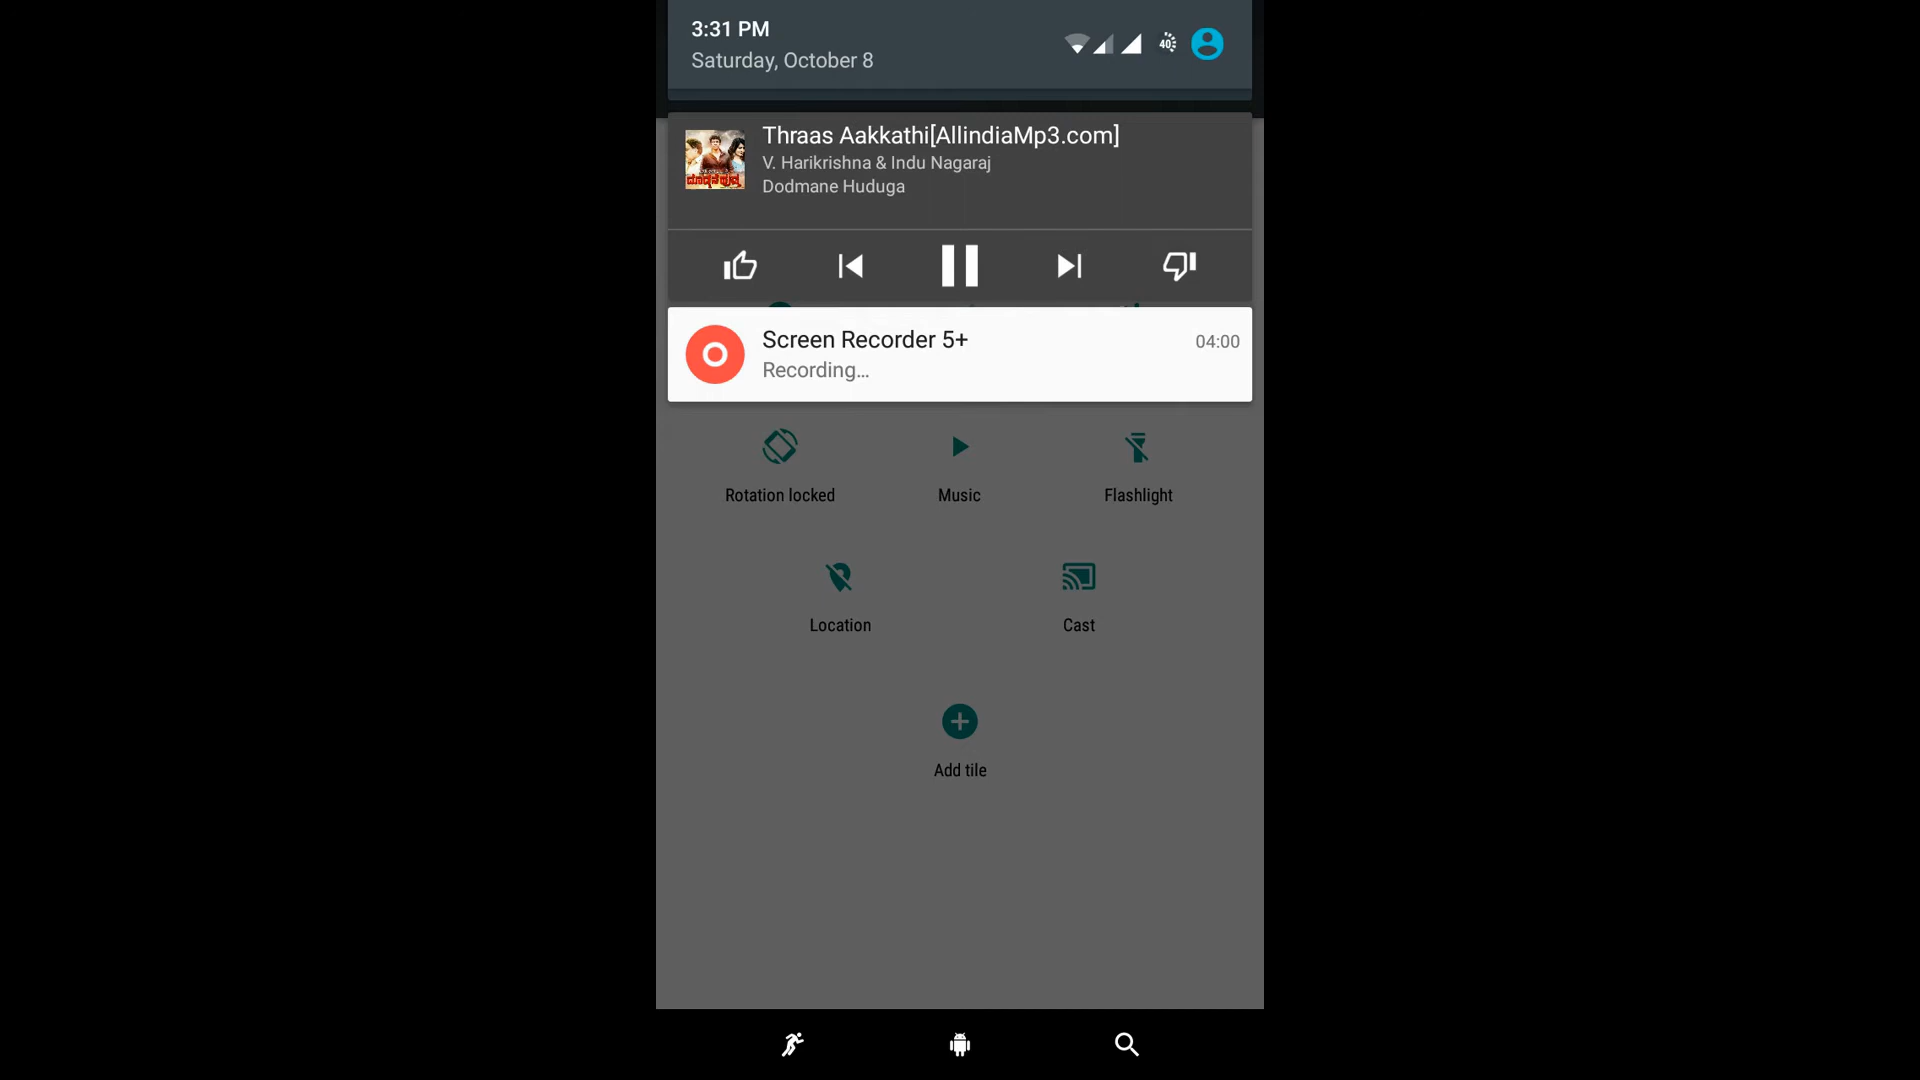 3:31 PM
Saturday, October 8
40
Thraas Aakkathi[AllindiaMp3.com]
V. Harikrishna & Indu Nagaraj
Dodmane Huduga
Screen Recorder 5+
04:00
Recording...
Rotation locked
Music
Flashlight
Location
Cast
Add tile